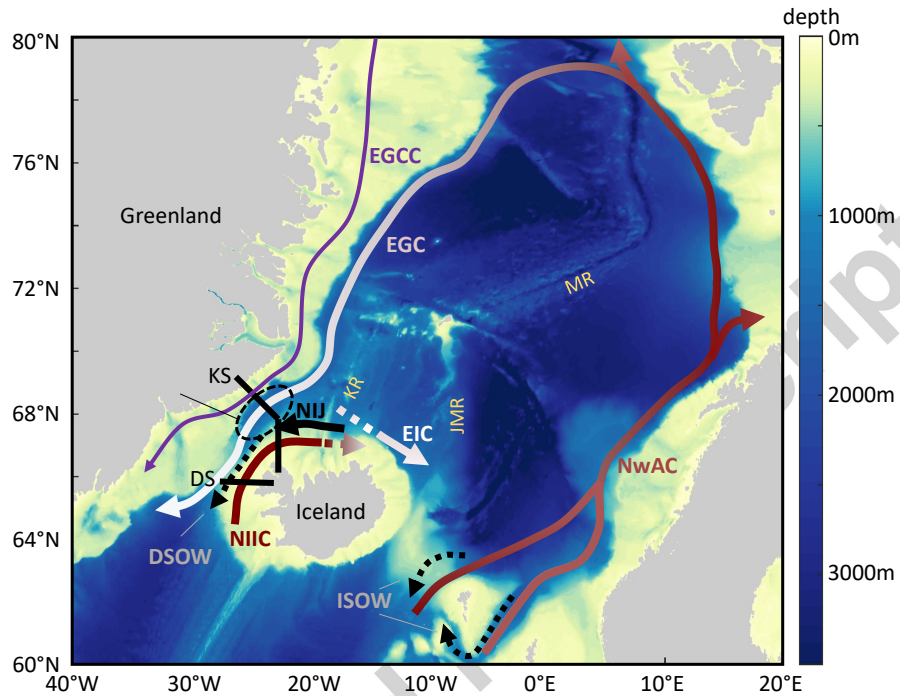 depth
80°N
0m
EGCC
76°N
Greenland
1000m
EGC
72°N
MR
KS
KR
2000m
68°N
NIJ
EIC
JMR
NwAC
DS
Iceland
64°N
NIIC
DSOW
3000m
ISOW
60°N
40°W
30°W
20°W
10°W
0°E
10°E
20°E